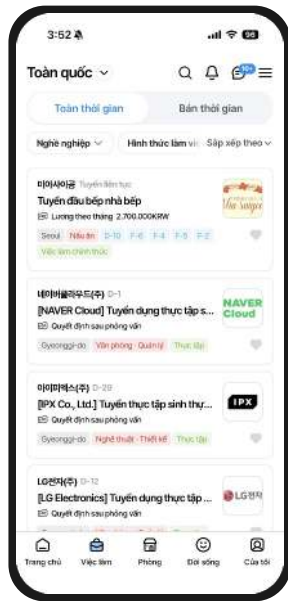 3:52
Toàn quốc
10+
Toàn thời gian
Bán thời gian
Nghề nghiệp
Hình thức làm vi
Sắp xếp theo
Tuyển liên tục
Tuyển đầu bếp nhà bếp
Lương theo tháng 2.700.000KRW
Seoul Nấu ăn D-10 F-6 F-4 F-5 F-2
Việc làm chính thức
네이버클라우드(주) D-1
[NAVER Cloud] Tuyển dụng thực tập s...
NAVER
Cloud
Quyết định sau phỏng vấn
Gyeonggi-do Văn phòng · Quản lý Thực tập
아이피엑스(주) D-29
[IPX Co., Ltd.] Tuyển thực tập sinh thự...
IPX
Quyết định sau phỏng vấn
Gyeonggi-do Nghệ thuật · Thiết kế Thực tập
LG전자(주) D-12
[LG Electronics] Tuyển dụng thực tập ...
LG전자
Quyết định sau phỏng vấn
Trang chủ
Việc làm
Phòng
Đời sống
Của tôi